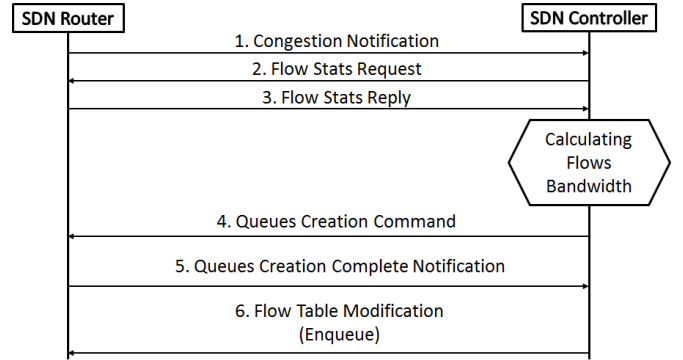 SDN Router
SDN Controller
1. Congestion Notification
2. Flow Stats Request
3. Flow Stats Reply
Calculating
Flows
Bandwidth
4. Queues Creation Command
5. Queues Creation Complete Notification
6. Flow Table Modification
(Enqueue)